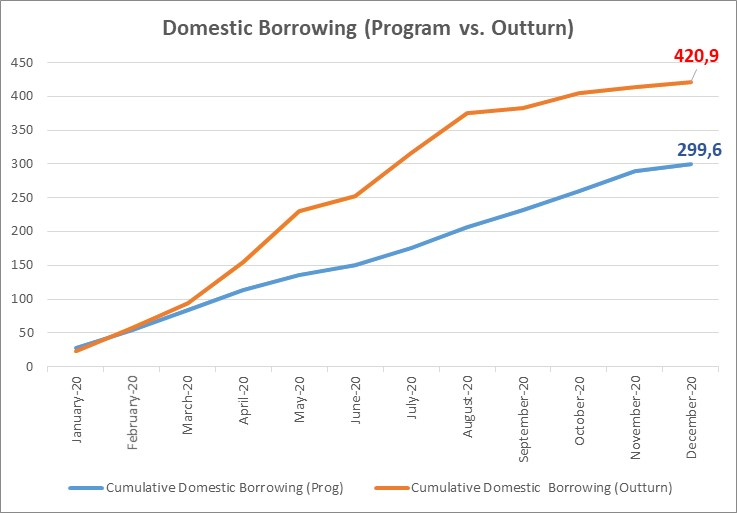 Domestic Borrowing (Program vs. Outturn)
450
400
350
300
250
200
150
100
50
0
420,9
299,6
January-20
February-20
March-20
April-20
May-20
June-20
July-20
August-20
September-20
October-20
November-20
December-20
Cumulative Domestic Borrowing (Prog)
Cumulative Domestic Borrowing (Outturn)